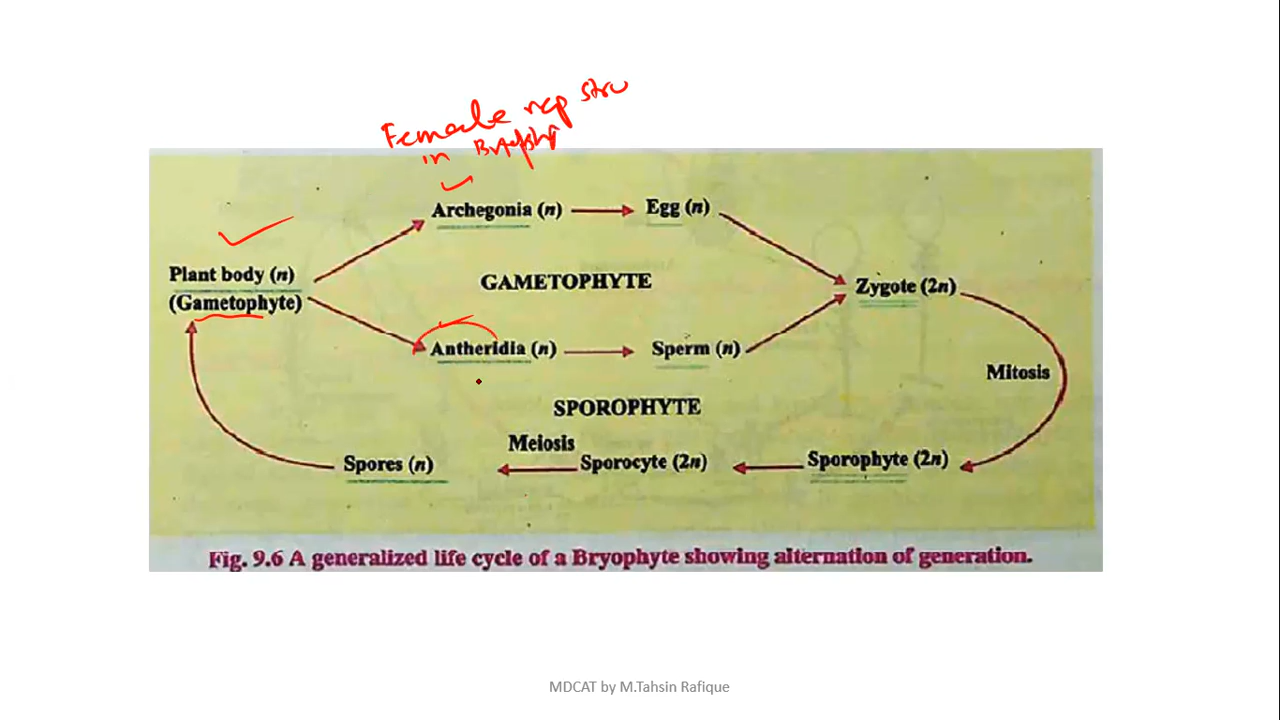 Female rep stru
in
Archegonia (n) Egg (n)
Plant body (n)
(Gametophyte)
GAMETOPHYTE
Zygote (2n)
Antheridia (n) Sperm (n)
Mitosis
SPOROPHYTE
Meiosis
Spores (n) Sporocyte (2n) Sporophyte (2n)
Fig. 9.6 A generalized life cycle of a Bryophyte showing alternation of generation.
MDCAT by M.Tahsin Rafique